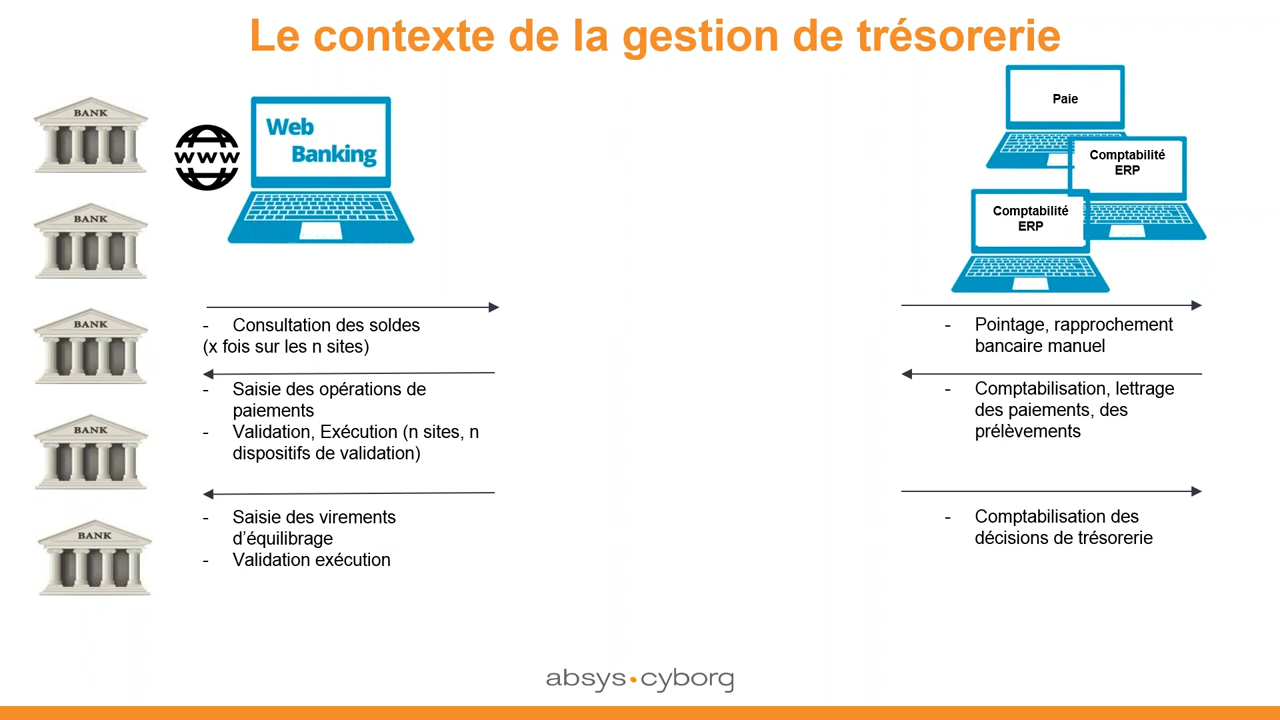 Le contexte de la gestion de trésorerie
BANK
BANK
BANK
BANK
BANK
www
Web
Banking
Paie
Comptabilité
ERP
Comptabilité
ERP
- Consultation des soldes
(x fois sur les n sites)
- Saisie des opérations de
paiements
- Validation, Exécution (n sites, n
dispositifs de validation)
- Saisie des virements
d'équilibrage
- Validation exécution
- Pointage, rapprochement
bancaire manuel
- Comptabilisation, lettrage
des paiements, des
prélèvements
- Comptabilisation des
décisions de trésorerie
absys.cyborg